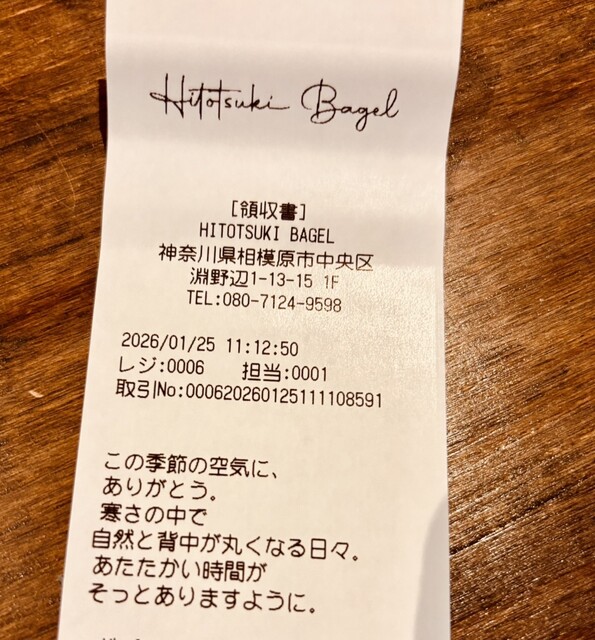 Hitotsuki Bagel
[領収書]
HITOTSUKI BAGEL
神奈川県相模原市中央区
淵野辺1-13-15 1F
TEL:080-7124-9598
2026/01/25 11:12:50
レジ:0006 担当:0001
取引No:000620260125111108591
この季節の空気に、
ありがとう。
寒さの中で
自然と背中が丸くなる日々。
あたたかい時間が
そっとありますように。